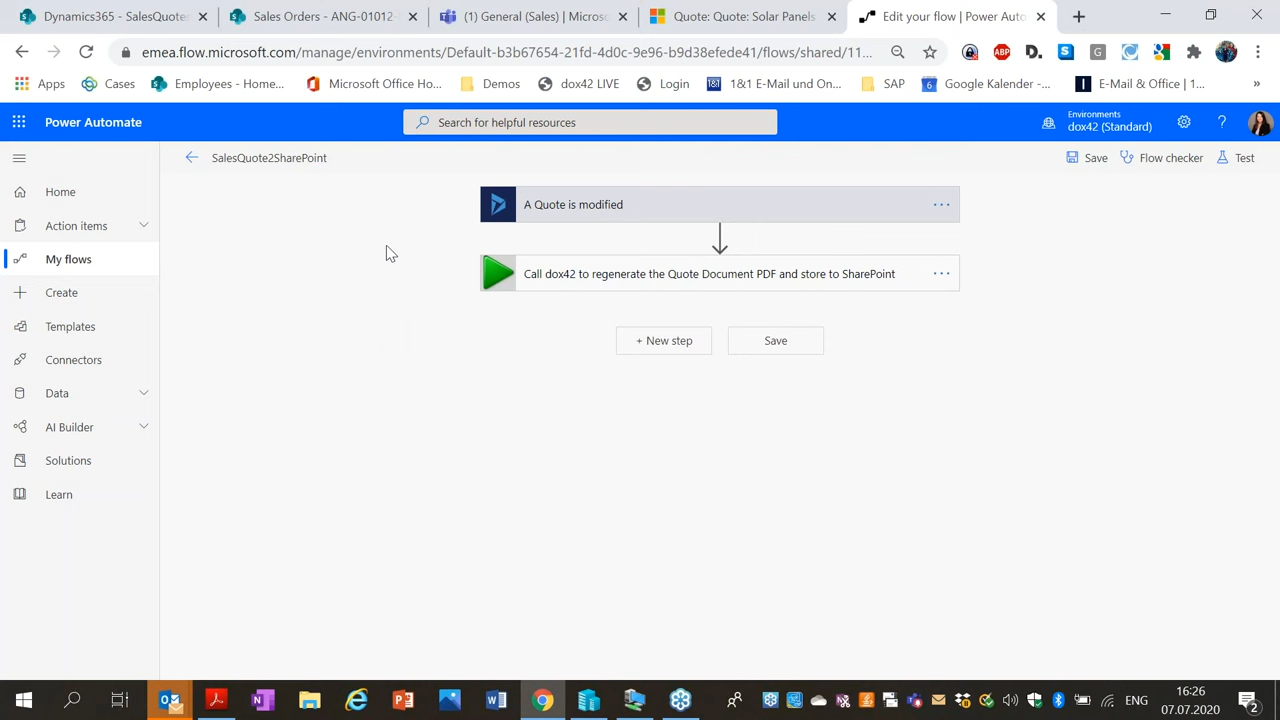 Dynamics365 - SalesQuotes
Sales Orders - ANG-01012-
(1) General (Sales) | Microso
Quote: Quote: Solar Panels
Edit your flow | Power Auto
emea.flow.microsoft.com/manage/environments/Default-b3b67654-21fd-4d0c-9e96-b9d38efede41/flows/shared/11...
Apps
Cases
Employees - Home...
Microsoft Office Ho...
Demos
dox42 LIVE
Login
1&1 E-Mail und On...
SAP
Google Kalender -...
E-Mail & Office | 1...
Power Automate
Search for helpful resources
Environments
dox42 (Standard)
SalesQuote2SharePoint
Save
Flow checker
Test
Home
Action items
My flows
Create
Templates
Connectors
Data
AI Builder
Solutions
Learn
A Quote is modified
Call dox42 to regenerate the Quote Document PDF and store to SharePoint
+ New step
Save
ENG
16:26
07.07.2020
2